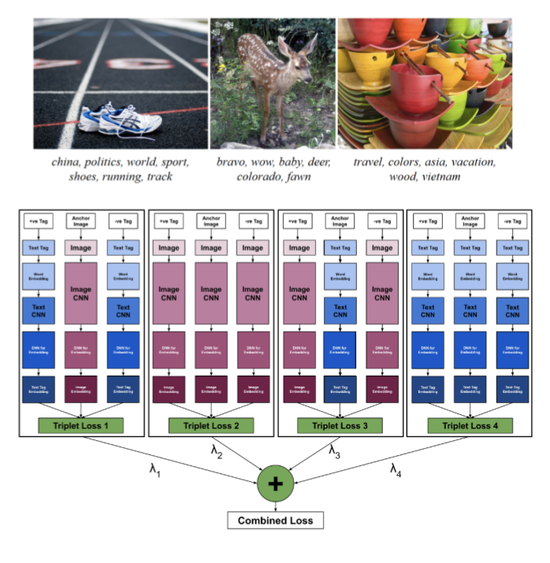 china, politics, world, sport,
shoes, running, track
bravo, wow, baby, deer,
colorado, fawn
travel, colors, asia, vacation,
wood, vietnam
+ve Tag
Anchor
Image
-ve Tag
Text Tag
Image
Text Tag
Word
Embedding
Image
CNN
Word
Embedding
Text
CNN
Text
CNN
DNN for
Embedding
DNN for
Embedding
DNN for
Embedding
Text Tag
Embedding
Image
Embedding
Text Tag
Embedding
Triplet Loss 1
+ve Tag
Anchor
Image
-ve Tag
Image
Image
Image
Image
CNN
Image
CNN
Image
CNN
DNN for
Embedding
DNN for
Embedding
DNN for
Embedding
Image
Embedding
Image
Embedding
Image
Embedding
Triplet Loss 2
+ve Tag
Anchor
Image
-ve Tag
Image
Text Tag
Image
Image
CNN
Word
Embedding
Image
CNN
Text
CNN
DNN for
Embedding
DNN for
Embedding
DNN for
Embedding
Image
Embedding
Text Tag
Embedding
Image
Embedding
Triplet Loss 3
+ve Tag
Anchor
Image
-ve Tag
Text Tag
Text Tag
Text Tag
Word
Embedding
Word
Embedding
Word
Embedding
Text
CNN
Text
CNN
Text
CNN
DNN for
Embedding
DNN for
Embedding
DNN for
Embedding
Text Tag
Embedding
Text Tag
Embedding
Text Tag
Embedding
Triplet Loss 4
λ1
λ2
λ3
λ4
+
Combined Loss